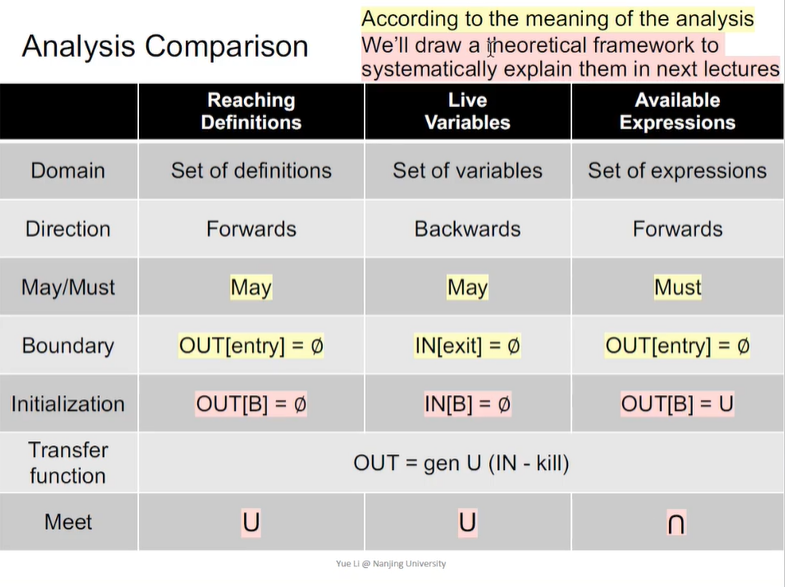 Analysis Comparison
According to the meaning of the analysis
We'll draw a theoretical framework to
systematically explain them in next lectures
Reaching
Definitions
Live
Variables
Available
Expressions
Domain
Set of definitions
Set of variables
Set of expressions
Direction
Forwards
Backwards
Forwards
May/Must
May
May
Must
Boundary
OUT[entry] = ∅
IN[exit] = ∅
OUT[entry] = ∅
Initialization
OUT[B] = ∅
IN[B] = ∅
OUT[B] = U
Transfer
function
OUT = gen U (IN - kill)
Meet
∪
∪
∩
Yue Li @ Nanjing University